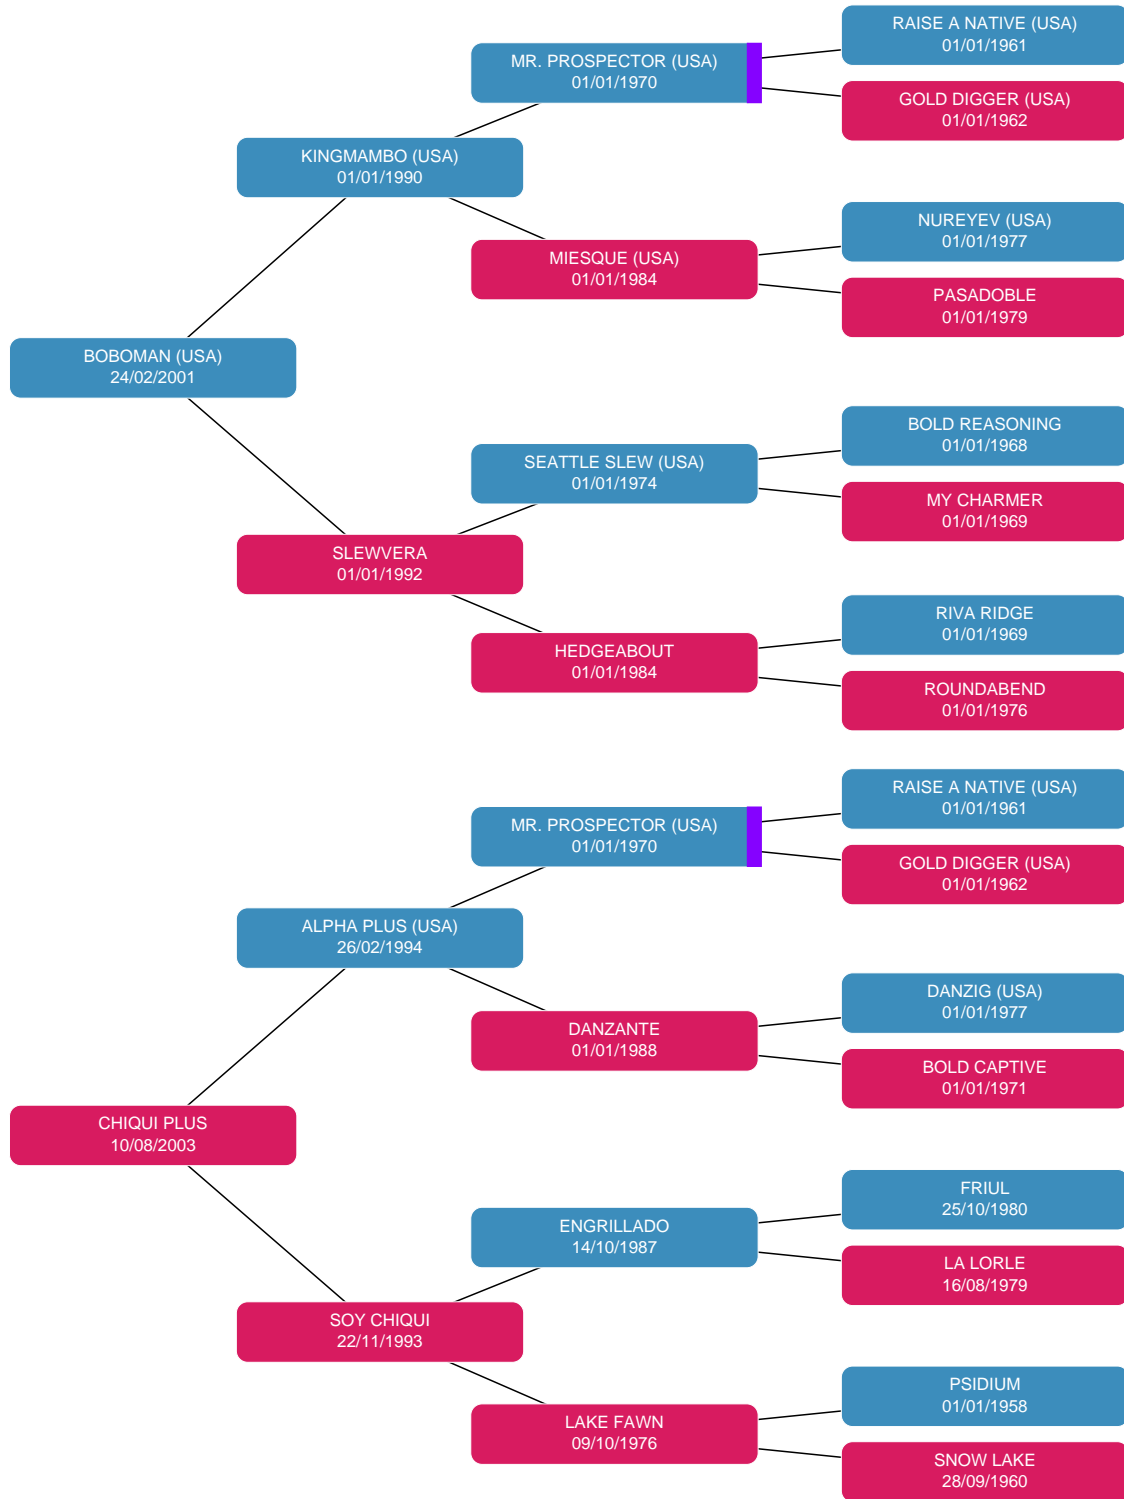 RAISE A NATIVE (USA)
01/01/1961
MR. PROSPECTOR (USA)
01/01/1970
GOLD DIGGER (USA)
01/01/1962
KINGMAMBO (USA)
01/01/1990
NUREYEV (USA)
01/01/1977
MIESQUE (USA)
01/01/1984
PASADOBLE
01/01/1979
BOBOMAN (USA)
24/02/2001
BOLD REASONING
01/01/1968
SEATTLE SLEW (USA)
01/01/1974
MY CHARMER
01/01/1969
SLEWVERA
01/01/1992
RIVA RIDGE
01/01/1969
HEDGEABOUT
01/01/1984
ROUNDABEND
01/01/1976
RAISE A NATIVE (USA)
01/01/1961
MR. PROSPECTOR (USA)
01/01/1970
GOLD DIGGER (USA)
01/01/1962
ALPHA PLUS (USA)
26/02/1994
DANZIG (USA)
01/01/1977
DANZANTE
01/01/1988
BOLD CAPTIVE
01/01/1971
CHIQUI PLUS
10/08/2003
FRIUL
25/10/1980
ENGRILLADO
14/10/1987
LA LORLE
16/08/1979
SOY CHIQUI
22/11/1993
PSIDIUM
01/01/1958
LAKE FAWN
09/10/1976
SNOW LAKE
28/09/1960